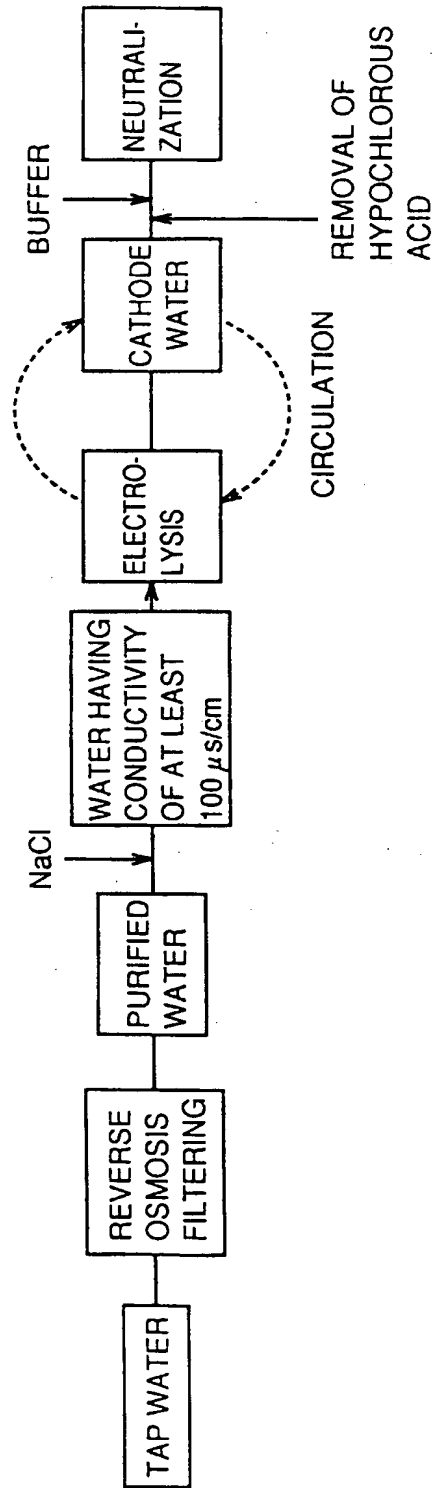 TAP WATER
REVERSE
OSMOSIS
FILTERING
PURIFIED
WATER
NaCl
WATER HAVING
CONDUCTIVITY
OF AT LEAST
100 μs/cm
ELECTRO-
LYSIS
CIRCULATION
CATHODE
WATER
BUFFER
REMOVAL OF
HYPOCHLOROUS
ACID
NEUTRALI-
ZATION